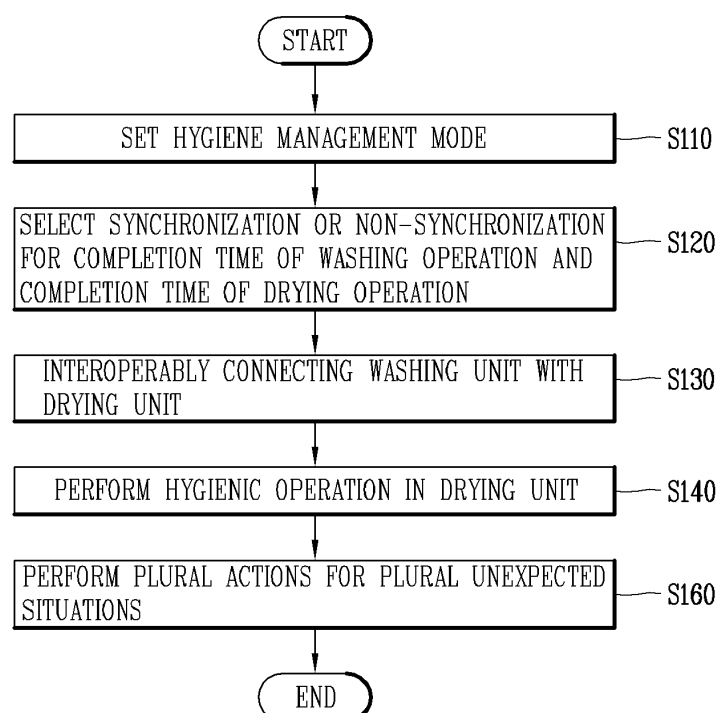 START
SET HYGIENE MANAGEMENT MODE
S110
SELECT SYNCHRONIZATION OR NON-SYNCHRONIZATION
FOR COMPLETION TIME OF WASHING OPERATION AND
COMPLETION TIME OF DRYING OPERATION
S120
INTEROPERABLY CONNECTING WASHING UNIT WITH
DRYING UNIT
S130
PERFORM HYGIENIC OPERATION IN DRYING UNIT
S140
PERFORM PLURAL ACTIONS FOR PLURAL UNEXPECTED
SITUATIONS
S160
END